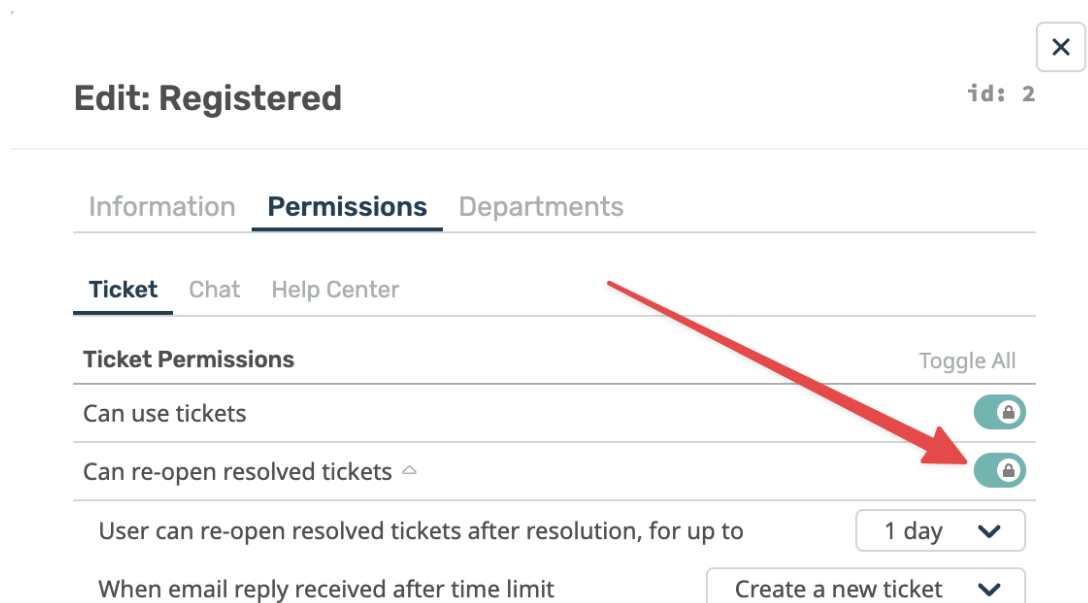 Edit: Registered
id: 2
Information Permissions Departments
Ticket Chat Help Center
Ticket Permissions Toggle All
Can use tickets
Can re-open resolved tickets
User can re-open resolved tickets after resolution, for up to 1 day
When email reply received after time limit Create a new ticket